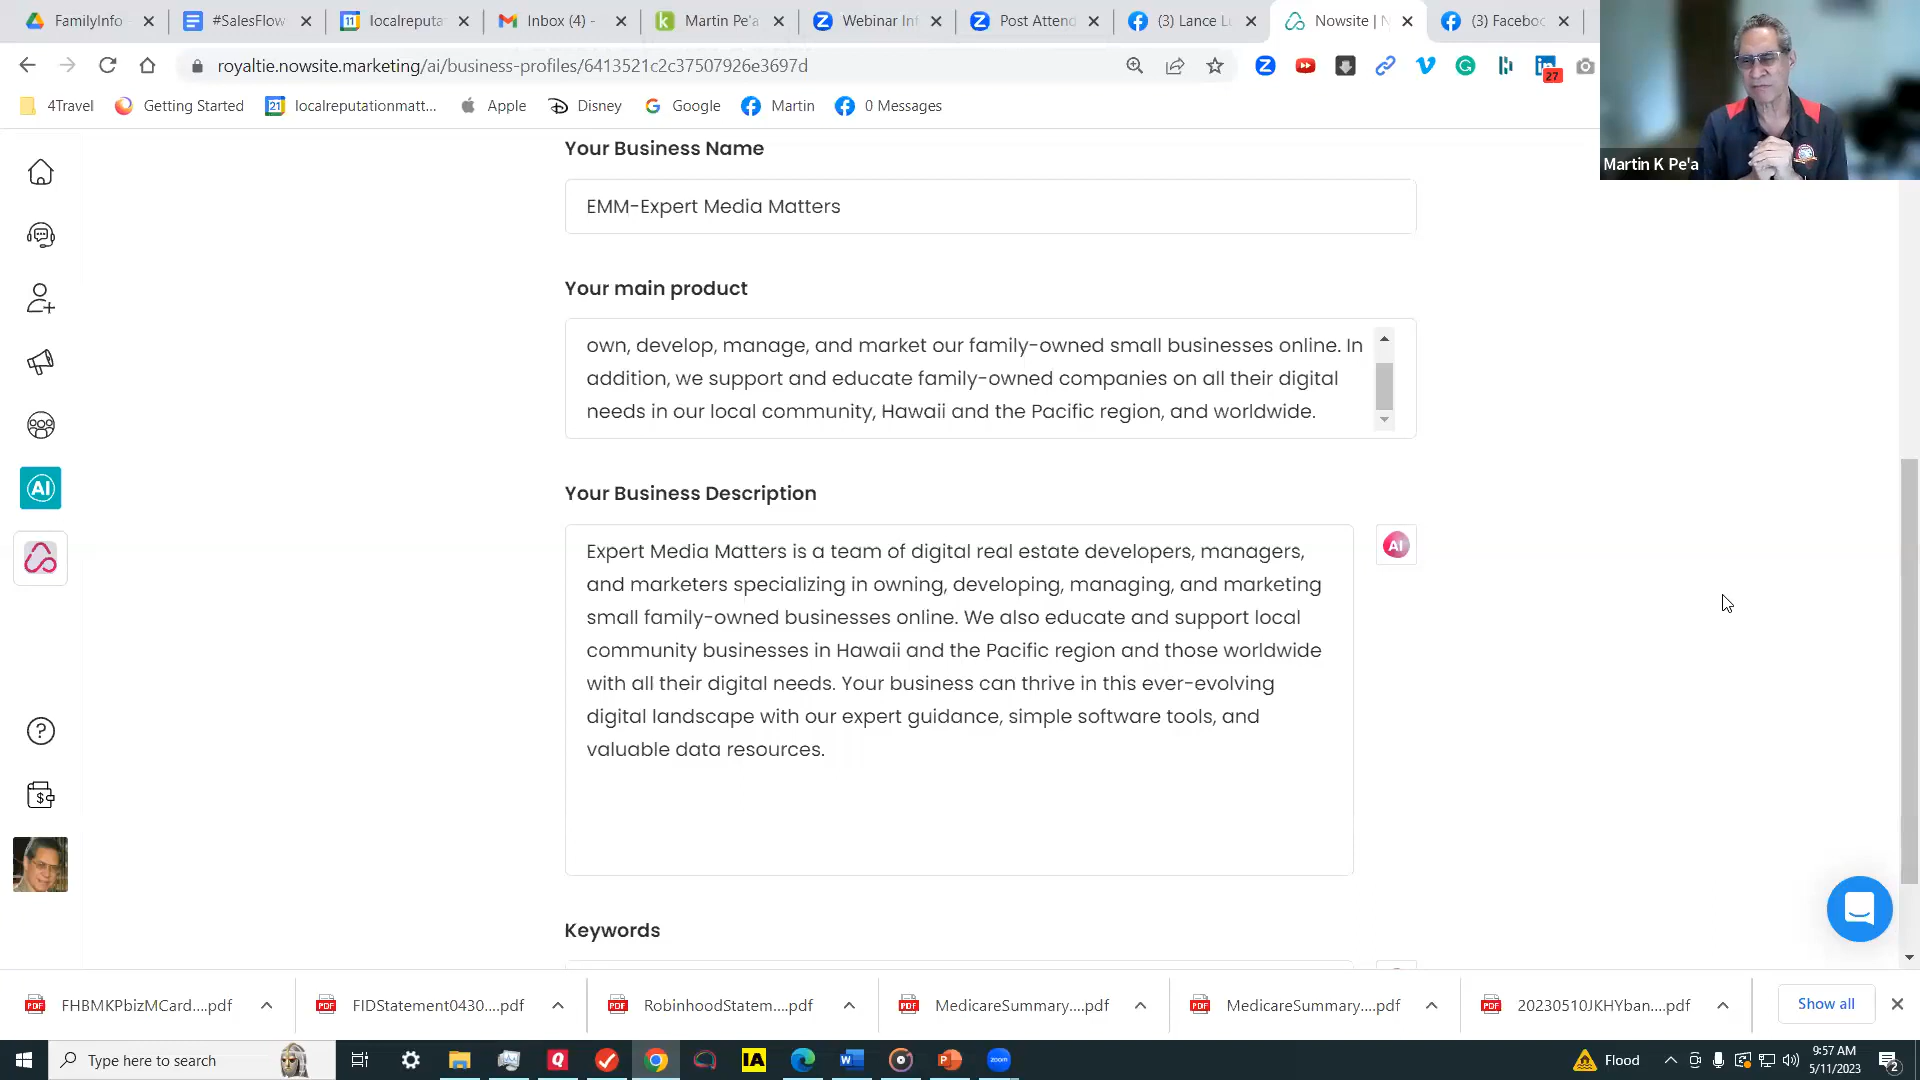 FamilyInfo
#SalesFlow
localreputa
Inbox (4) -
Martin Pe'a
Webinar Inf
Post Attend
(3) Lance L
Nowsite | N
(3) Faceboo
royaltie.nowsite.marketing/ai/business-profiles/6413521c2c37507926e3697d
27
4Travel
Getting Started
21 localreputationmatt...
Apple
Disney
Google
Martin
0 Messages
Martin K Pe'a
Your Business Name
EMM-Expert Media Matters
Your main product
own, develop, manage, and market our family-owned small businesses online. In
addition, we support and educate family-owned companies on all their digital
needs in our local community, Hawaii and the Pacific region, and worldwide.
Your Business Description
Expert Media Matters is a team of digital real estate developers, managers,
and marketers specializing in owning, developing, managing, and marketing
small family-owned businesses online. We also educate and support local
community businesses in Hawaii and the Pacific region and those worldwide
with all their digital needs. Your business can thrive in this ever-evolving
digital landscape with our expert guidance, simple software tools, and
valuable data resources.
AI
AI
Keywords
FHBMKPbizMCard....pdf
FIDStatement0430....pdf
RobinhoodStatem....pdf
MedicareSummary....pdf
MedicareSummary....pdf
20230510JKHYban....pdf
Show all
Type here to search
IA
zoom
Flood
9:57 AM
5/11/2023
2